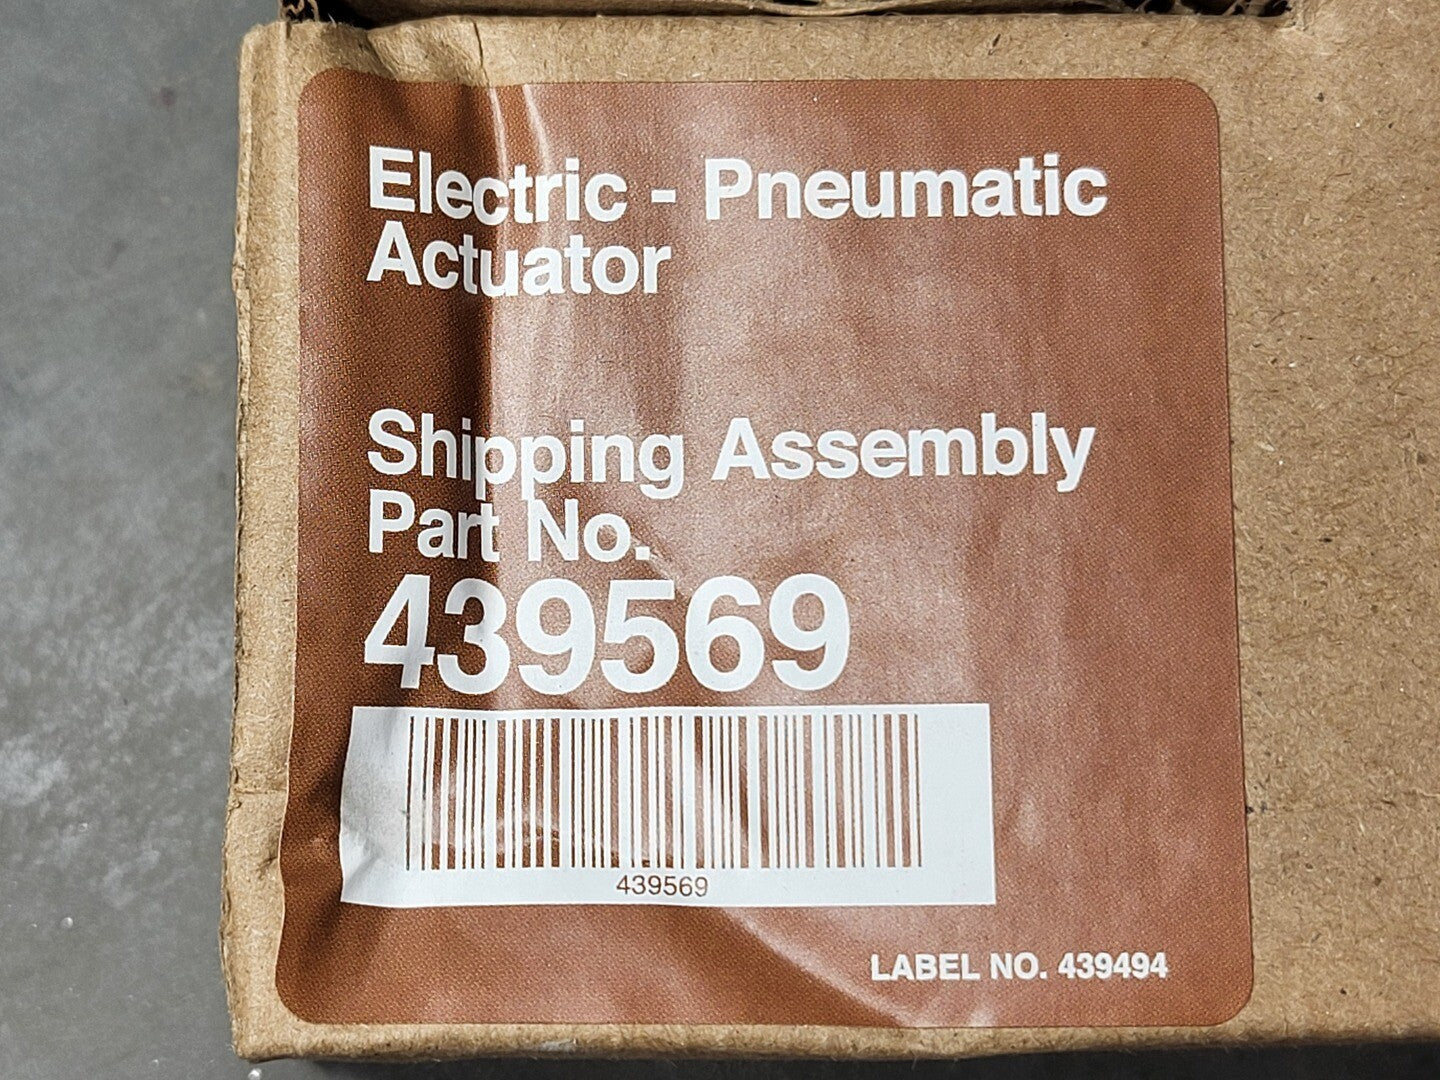 Electric - Pneumatic
Actuator
Shipping Assembly
Part No.
439569
439569
LABEL NO. 439494